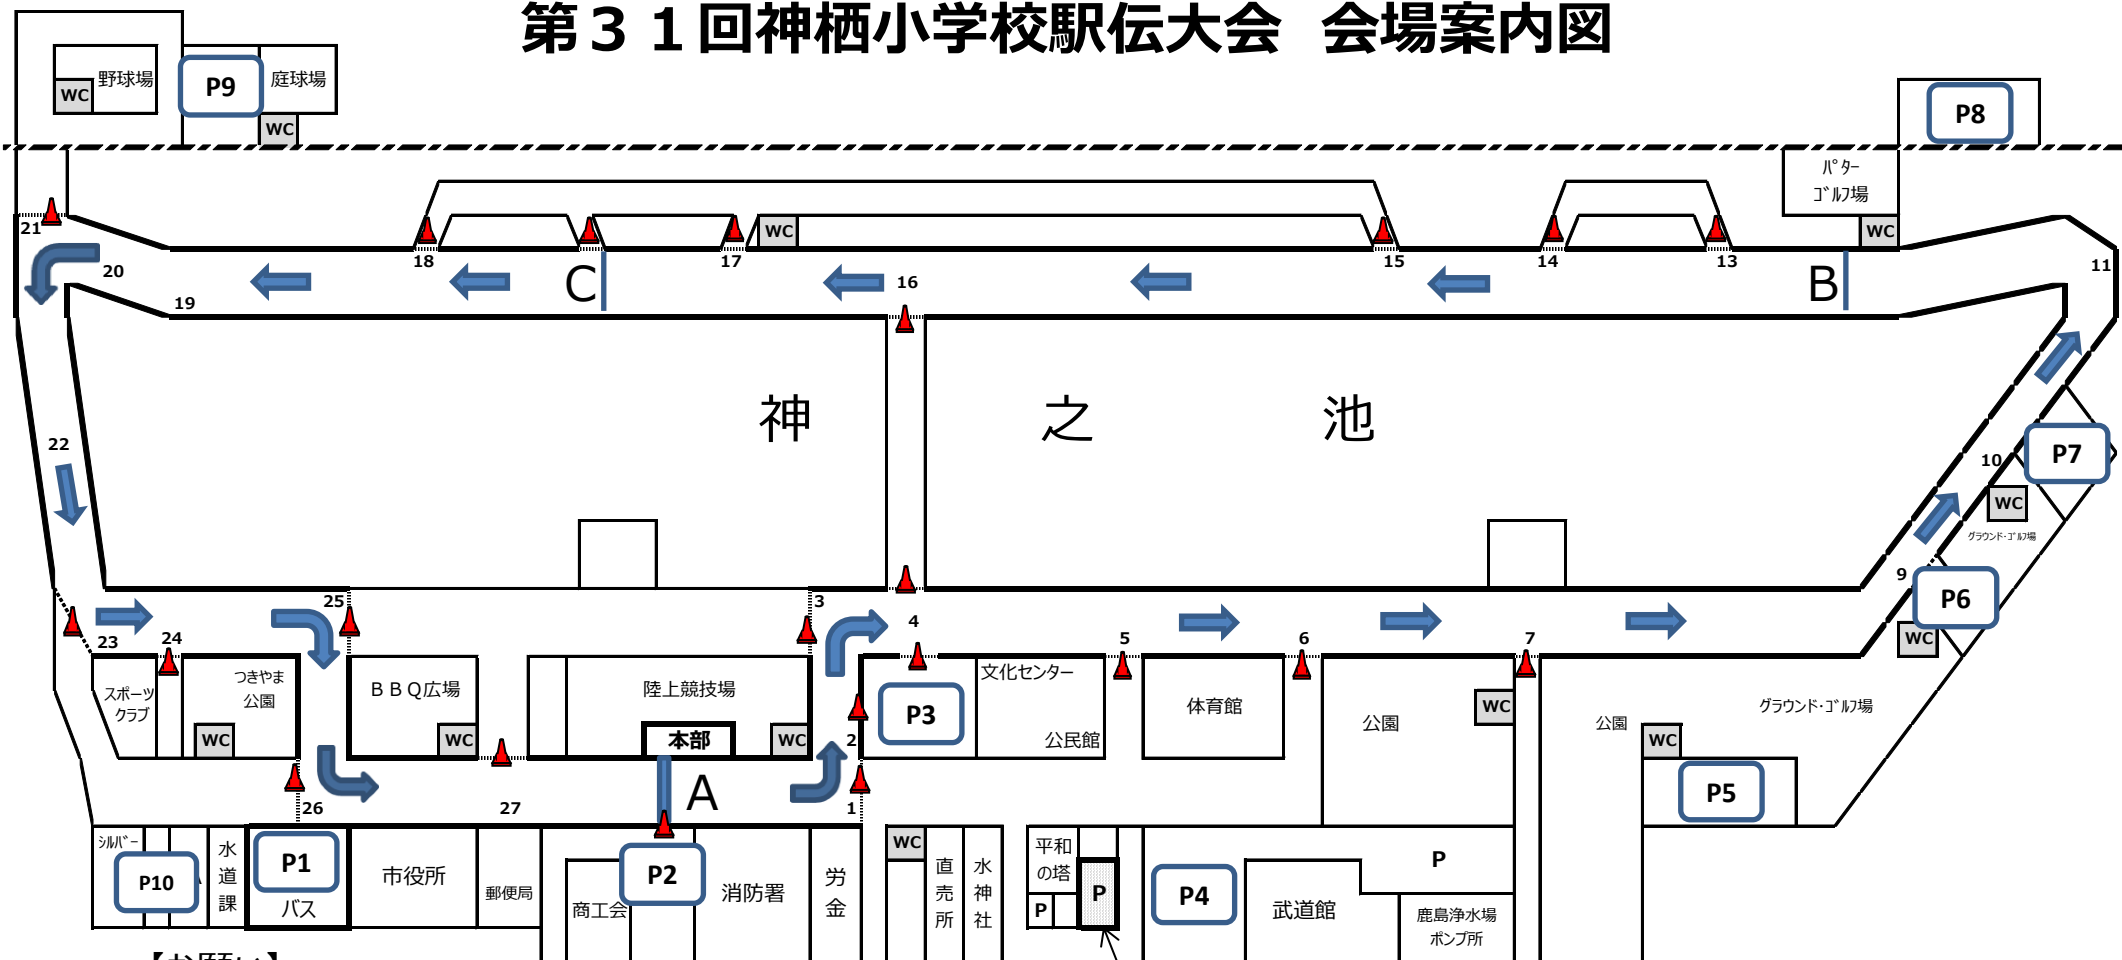 第３１回神栖小学校駅伝大会　会場案内図
野球場
WC
P9
庭球場
WC
P8
パター
ゴルフ場
WC
21
20
19
18
C
17
WC
16
15
14
13
B
11
神之池
22
10
P7
WC
グラウンド・ゴルフ場
9
P6
WC
23
24
25
3
4
5
6
7
スポーツ
クラブ
つきやま
公園
WC
ＢＢＱ広場
WC
陸上競技場
本部
WC
2
P3
文化センター
公民館
体育館
公園
WC
公園
グラウンド・ゴルフ場
WC
P5
26
27
A
1
シルバー
P10
水道課
P1
バス
市役所
郵便局
商工会
P2
消防署
労金
WC
直売所
水神社
平和
の塔
P
P
P4
武道館
P
鹿島浄水場
ポンプ所
【お願い】